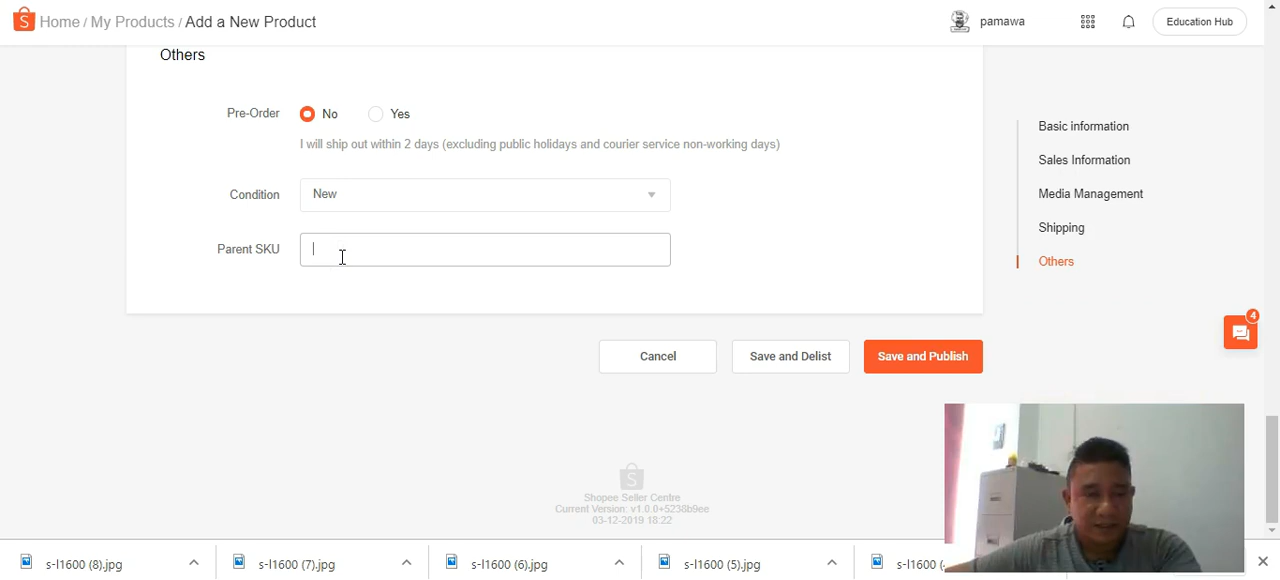 Home / My Products / Add a New Product
pamawa
Education Hub
Others
Pre-Order
No
Yes
I will ship out within 2 days (excluding public holidays and courier service non-working days)
Condition
New
Parent SKU
Basic information
Sales Information
Media Management
Shipping
Others
4
Cancel
Save and Delist
Save and Publish
Shopee Seller Centre
Current Version: v1.0.0+5238b9ee
03-12-2019 18:22
s-l1600 (8).jpg
s-l1600 (7).jpg
s-l1600 (6).jpg
s-l1600 (5).jpg
s-l1600